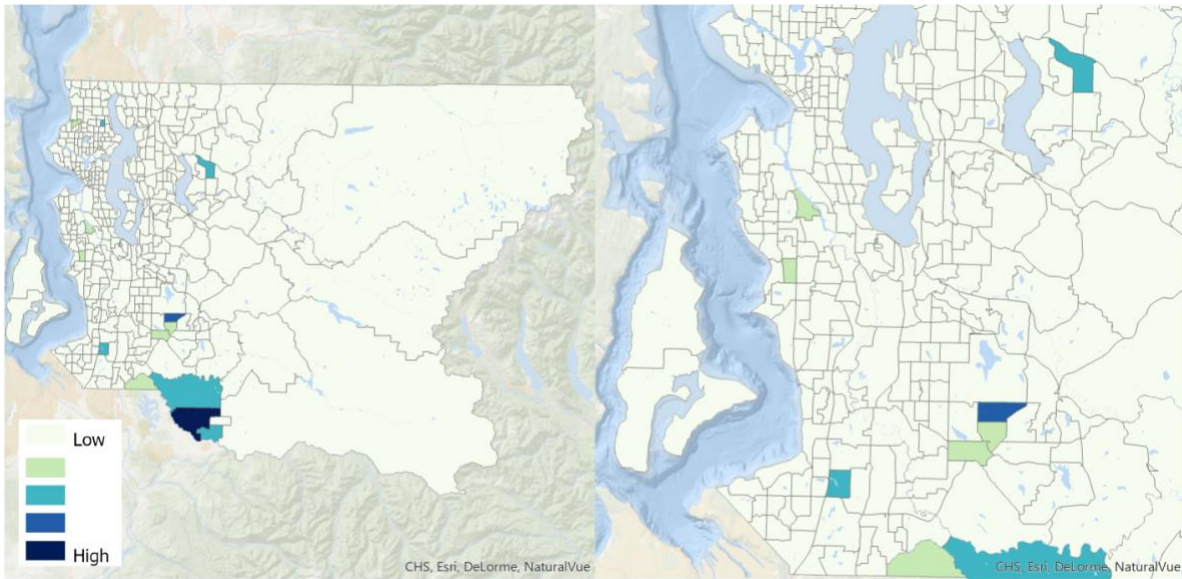 Low
High
CHS, Esri, DeLorme, NaturalVue
CHS, Esri, DeLorme, NaturalVue